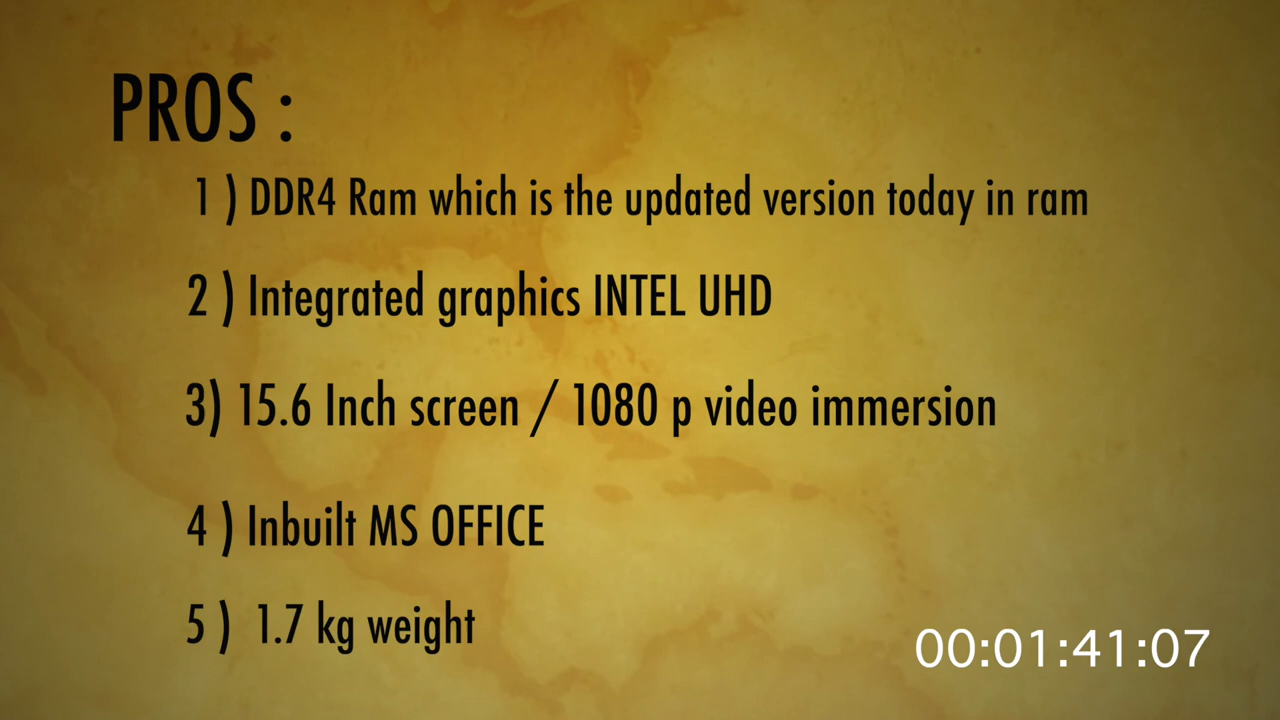 PROS :
1 ) DDR4 Ram which is the updated version today in ram
2 ) Integrated graphics INTEL UHD
3) 15.6 Inch screen / 1080 p video immersion
4 ) Inbuilt MS OFFICE
5 ) 1.7 kg weight
00:01:41:07